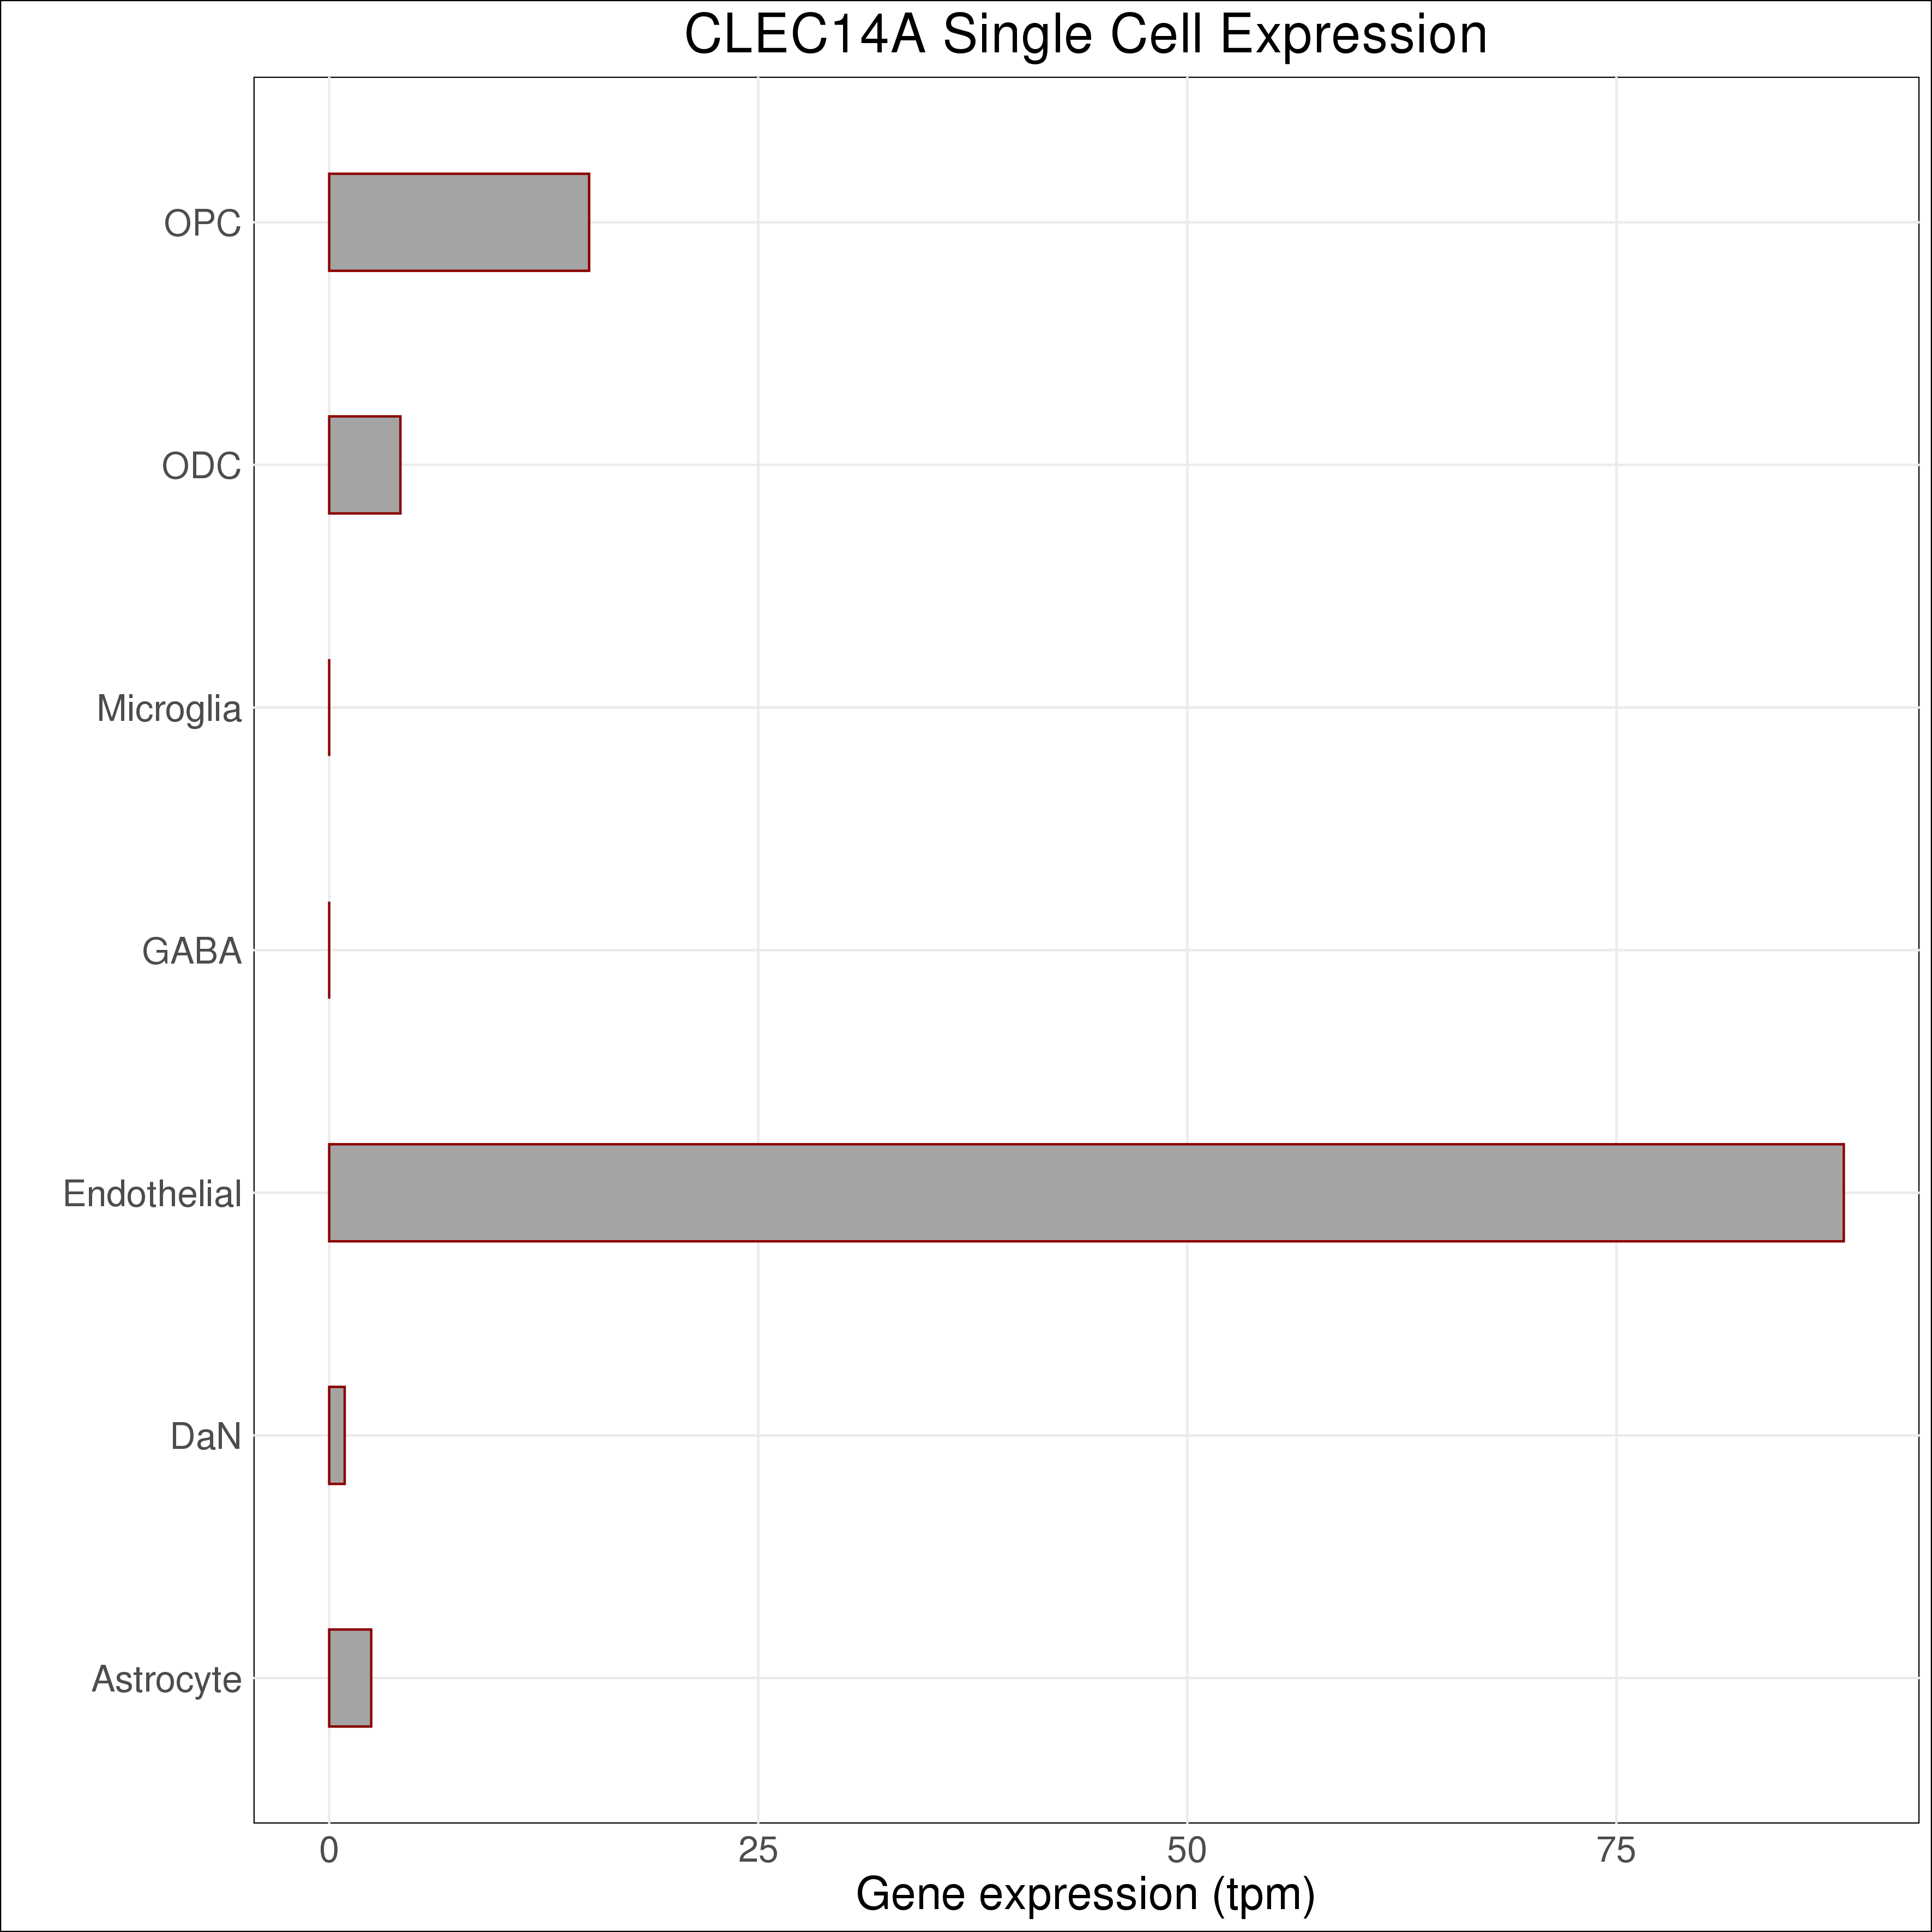 CLEC14A Single Cell Expression
OPC
ODC
Microglia
GABA
Endothelial
DaN
Astrocyte
0 25 50 75
Gene expression (tpm)